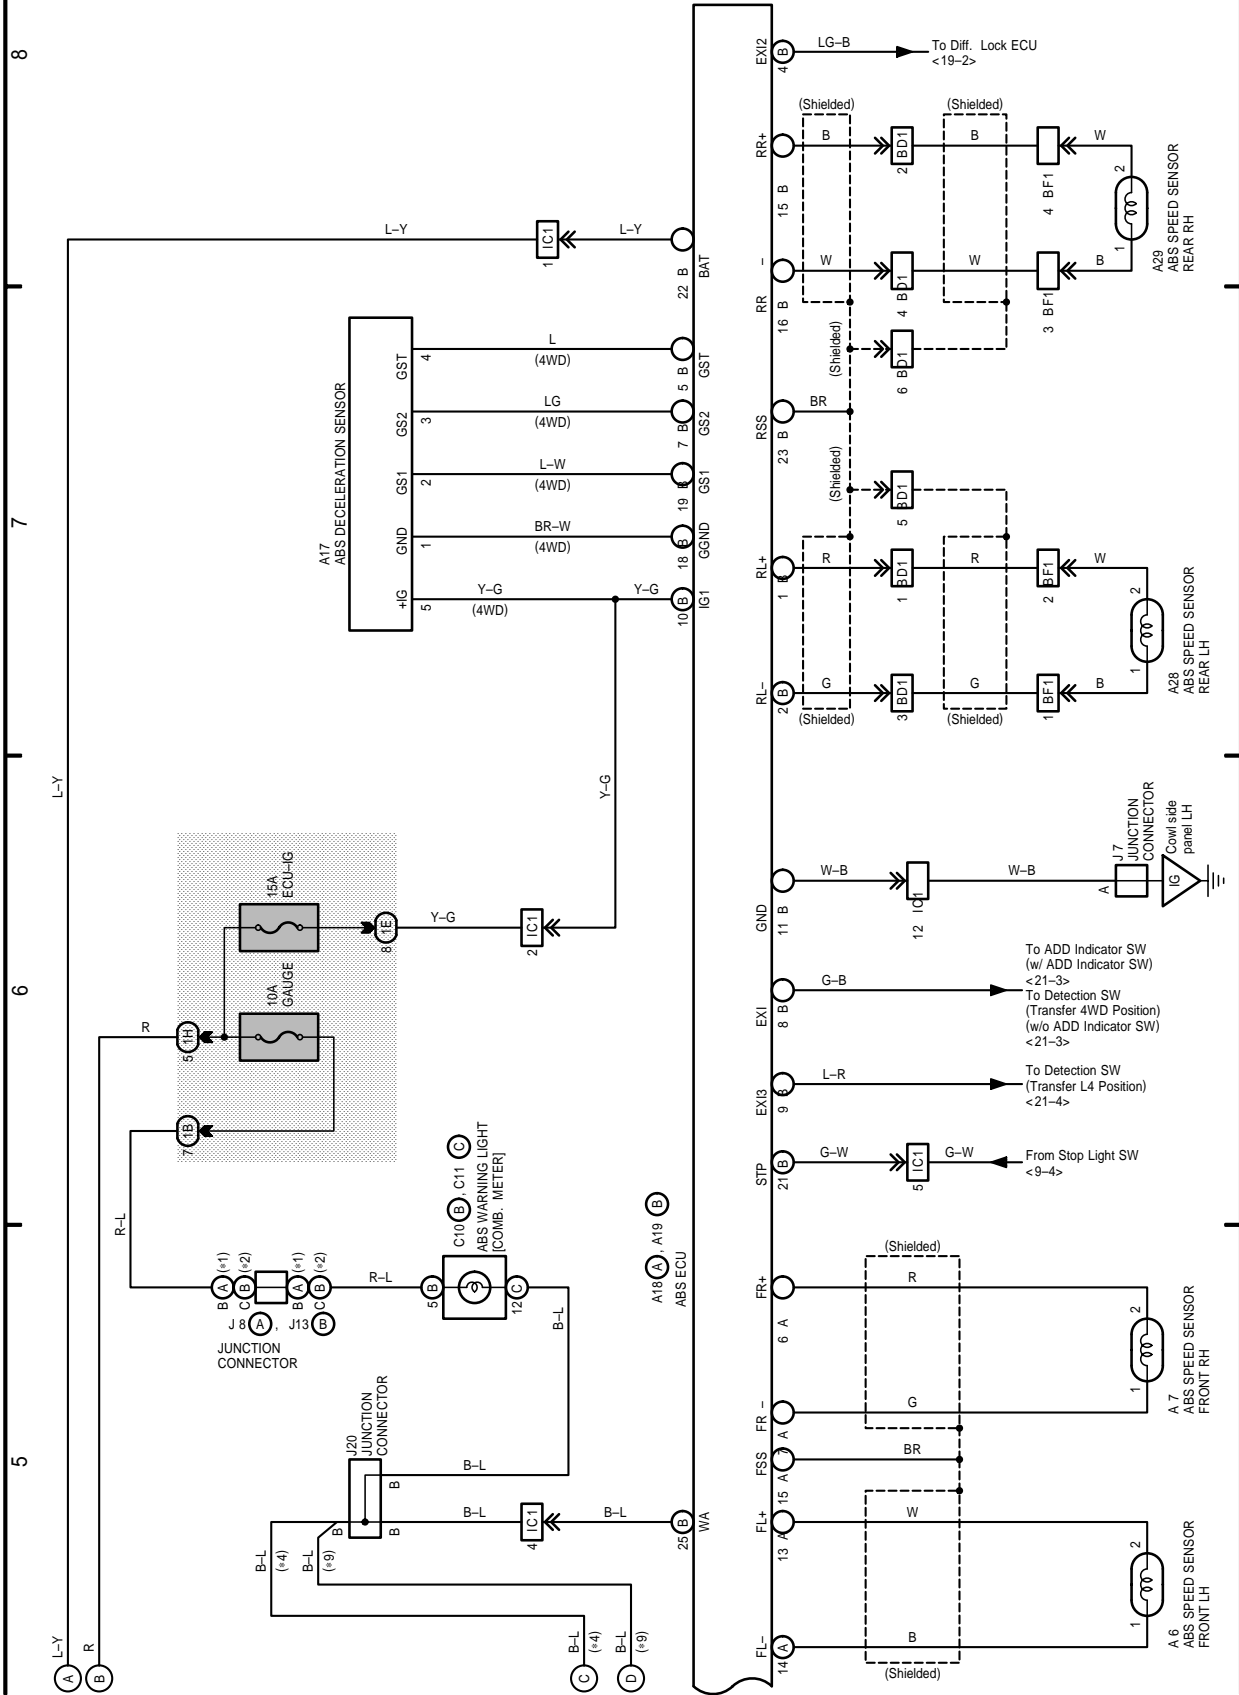 8
7
6
5
EXI2
4
B
LG–B
To Diff. Lock ECU
<19–2>
(Shielded)
(Shielded)
RR+
15 B
B
2
BD1
B
4 BF1
W
2
1
A29
ABS SPEED SENSOR
REAR RH
RR –
16 B
W
4
BD1
W
3 BF1
B
(Shielded)
6
BD1
L–Y
1
IC1
L–Y
22 B
BAT
A17
ABS DECELERATION SENSOR
GST
4
L
(4WD)
5 B
GST
GS2
3
LG
(4WD)
7 B
GS2
GS1
2
L–W
(4WD)
19 B
GS1
GND
1
BR–W
(4WD)
18 B
GGND
+IG
5
Y–G
(4WD)
Y–G
10 B
IG1
RSS
23 B
BR
(Shielded)
5
BD1
RL+
1 B
R
1
BD1
R
2
BF1
W
2
1
A28
ABS SPEED SENSOR
REAR LH
RL–
2
B
G
3
BD1
G
1
BF1
B
(Shielded)
(Shielded)
L–Y
Y–G
15A
ECU–IG
8
1E
Y–G
2
IC1
10A
GAUGE
R
5
1H
7
1B
R–L
GND
11 B
W–B
12
IC1
W–B
A
J 7
JUNCTION
CONNECTOR
IG
Cowl side
panel LH
EXI
8 B
G–B
To ADD Indicator SW
(w/ ADD Indicator SW)
<21–3>
To Detection SW
(Transfer 4WD Position)
(w/o ADD Indicator SW)
<21–3>
EXI3
9 B
L–R
To Detection SW
(Transfer L4 Position)
<21–4>
STP
21
B
G–W
5
IC1
G–W
From Stop Light SW
<9–4>
B A (*1)
C B (*2)
B A (*1)
C B (*2)
J 8 A , J13 B
JUNCTION
CONNECTOR
R–L
5
B
12
C
C10 B , C11 C
ABS WARNING LIGHT
[COMB. METER]
B–L
A18 A , A19 B
ABS ECU
J20
JUNCTION
CONNECTOR
B
B
B
B–L
B–L
4
IC1
B–L
25
B
WA
B–L
(*4)
B–L
(*9)
L–Y
A
R
B
B–L
(*4)
C
B–L
(*9)
D
(Shielded)
FR+
6 A
R
2
1
A 7
ABS SPEED SENSOR
FRONT RH
FR –
7 A
G
FSS
15 A
BR
FL+
13 A
W
2
1
A 6
ABS SPEED SENSOR
FRONT LH
FL–
14
A
B
(Shielded)